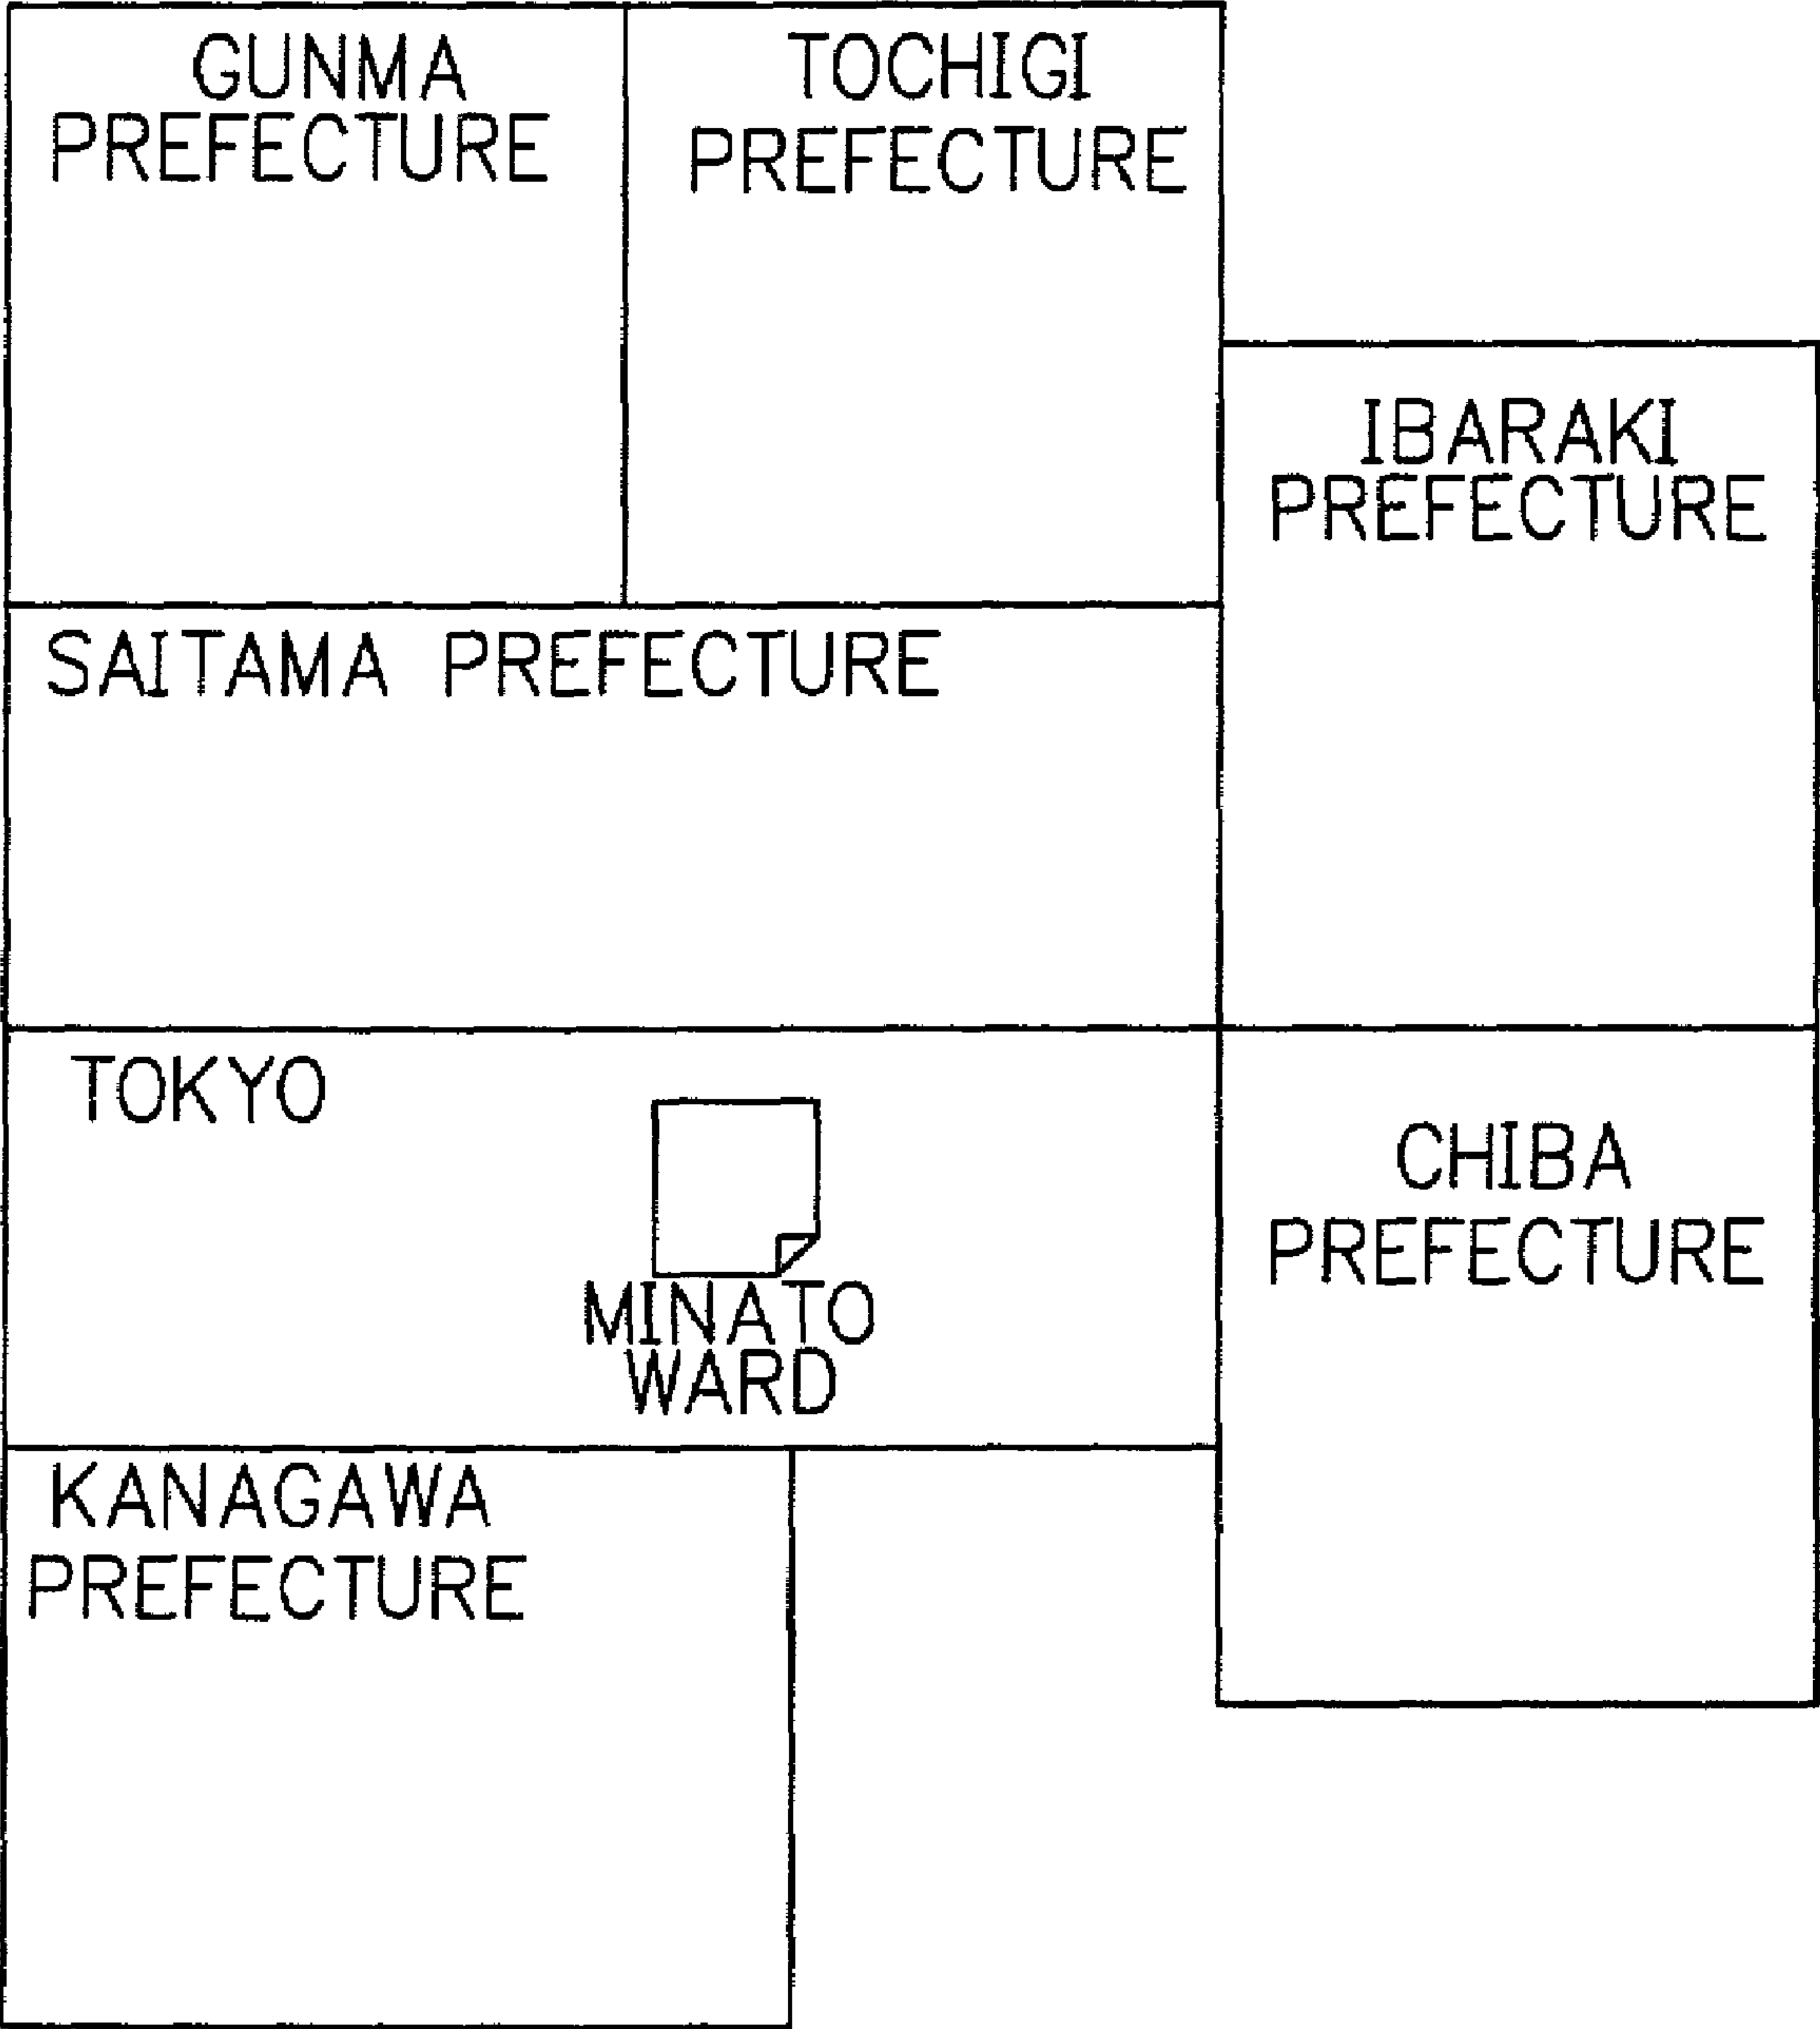 GUNMA
PREFECTURE
TOCHIGI
PREFECTURE
IBARAKI
PREFECTURE
SAITAMA PREFECTURE
TOKYO
MINATO
WARD
CHIBA
PREFECTURE
KANAGAWA
PREFECTURE